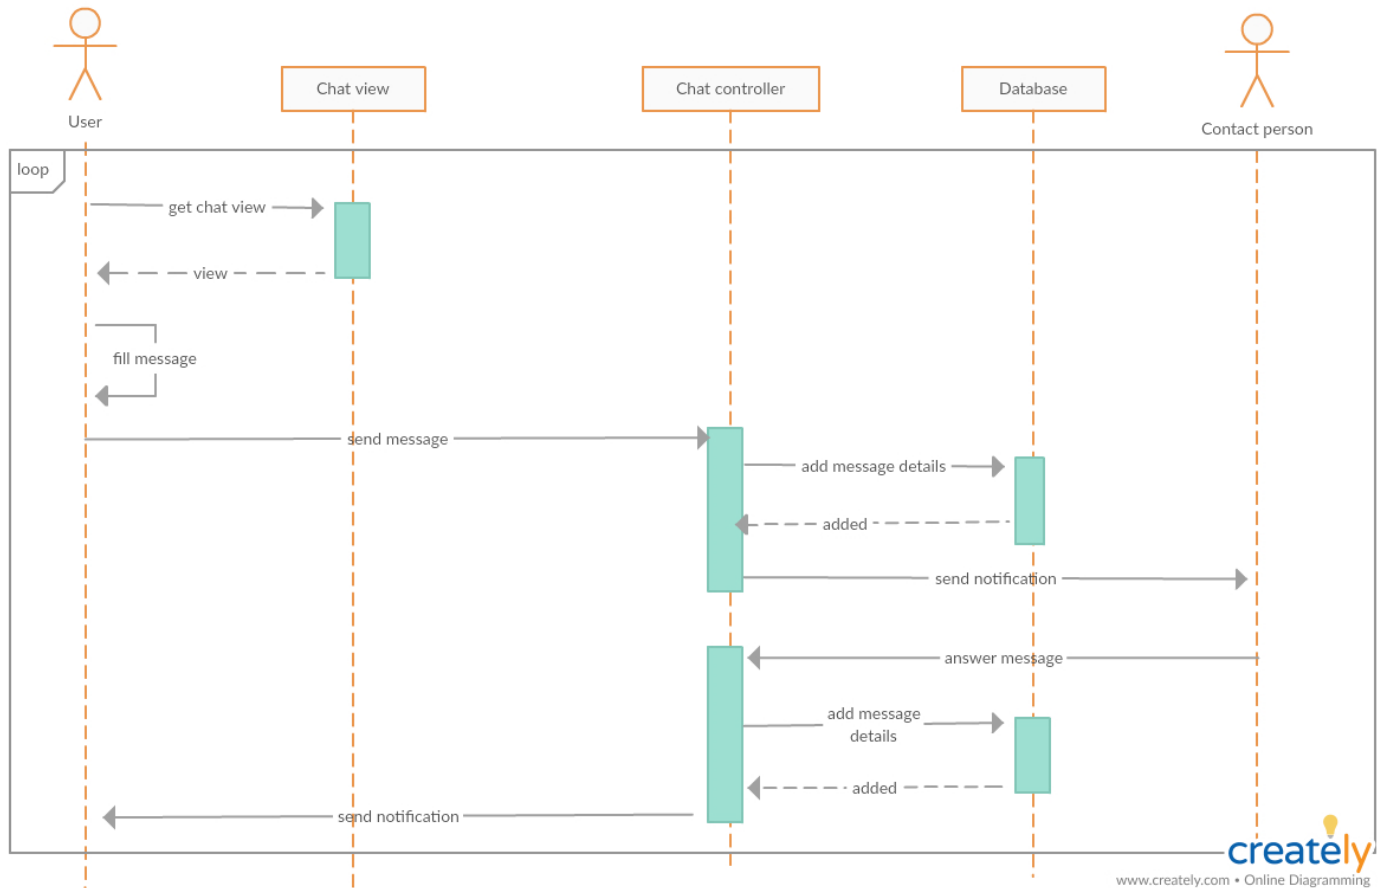 User
Chat view
Chat controller
Database
Contact person
loop
get chat view
view
fill message
send message
add message details
added
send notification
answer message
add message
details
added
send notification
creately
www.creately.com • Online Diagramming